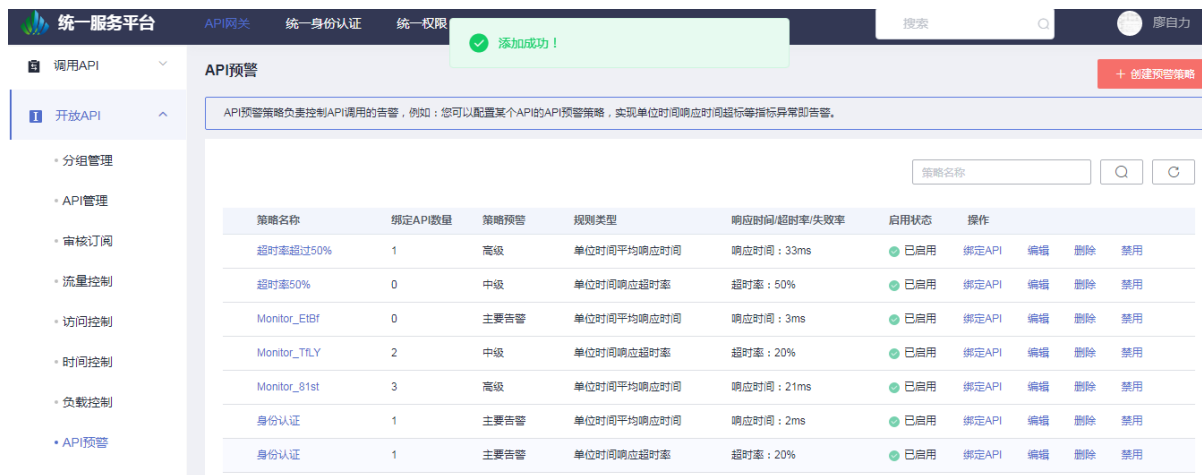 统一服务平台 API网关 统一身份认证 统一权限 搜索 廖自力
添加成功！
调用API
API预警
+ 创建预警策略
开放API
API预警策略负责控制API调用的告警，例如：您可以配置某个API的API预警策略，实现单位时间响应时间超标等指标异常即告警。
分组管理
API管理
审核订阅
流量控制
访问控制
时间控制
负载控制
API预警
策略名称
策略名称 绑定API数量 策略预警 规则类型 响应时间/超时率/失败率 启用状态 操作
超时率超过50% 1 高级 单位时间平均响应时间 响应时间：33ms 已启用 绑定API 编辑 删除 禁用
超时率50% 0 中级 单位时间响应超时率 超时率：50% 已启用 绑定API 编辑 删除 禁用
Monitor_EtBf 0 主要告警 单位时间平均响应时间 响应时间：3ms 已启用 绑定API 编辑 删除 禁用
Monitor_TfLY 2 中级 单位时间响应超时率 超时率：20% 已启用 绑定API 编辑 删除 禁用
Monitor_81st 3 高级 单位时间平均响应时间 响应时间：21ms 已启用 绑定API 编辑 删除 禁用
身份认证 1 主要告警 单位时间平均响应时间 响应时间：2ms 已启用 绑定API 编辑 删除 禁用
身份认证 1 主要告警 单位时间响应超时率 超时率：20% 已启用 绑定API 编辑 删除 禁用